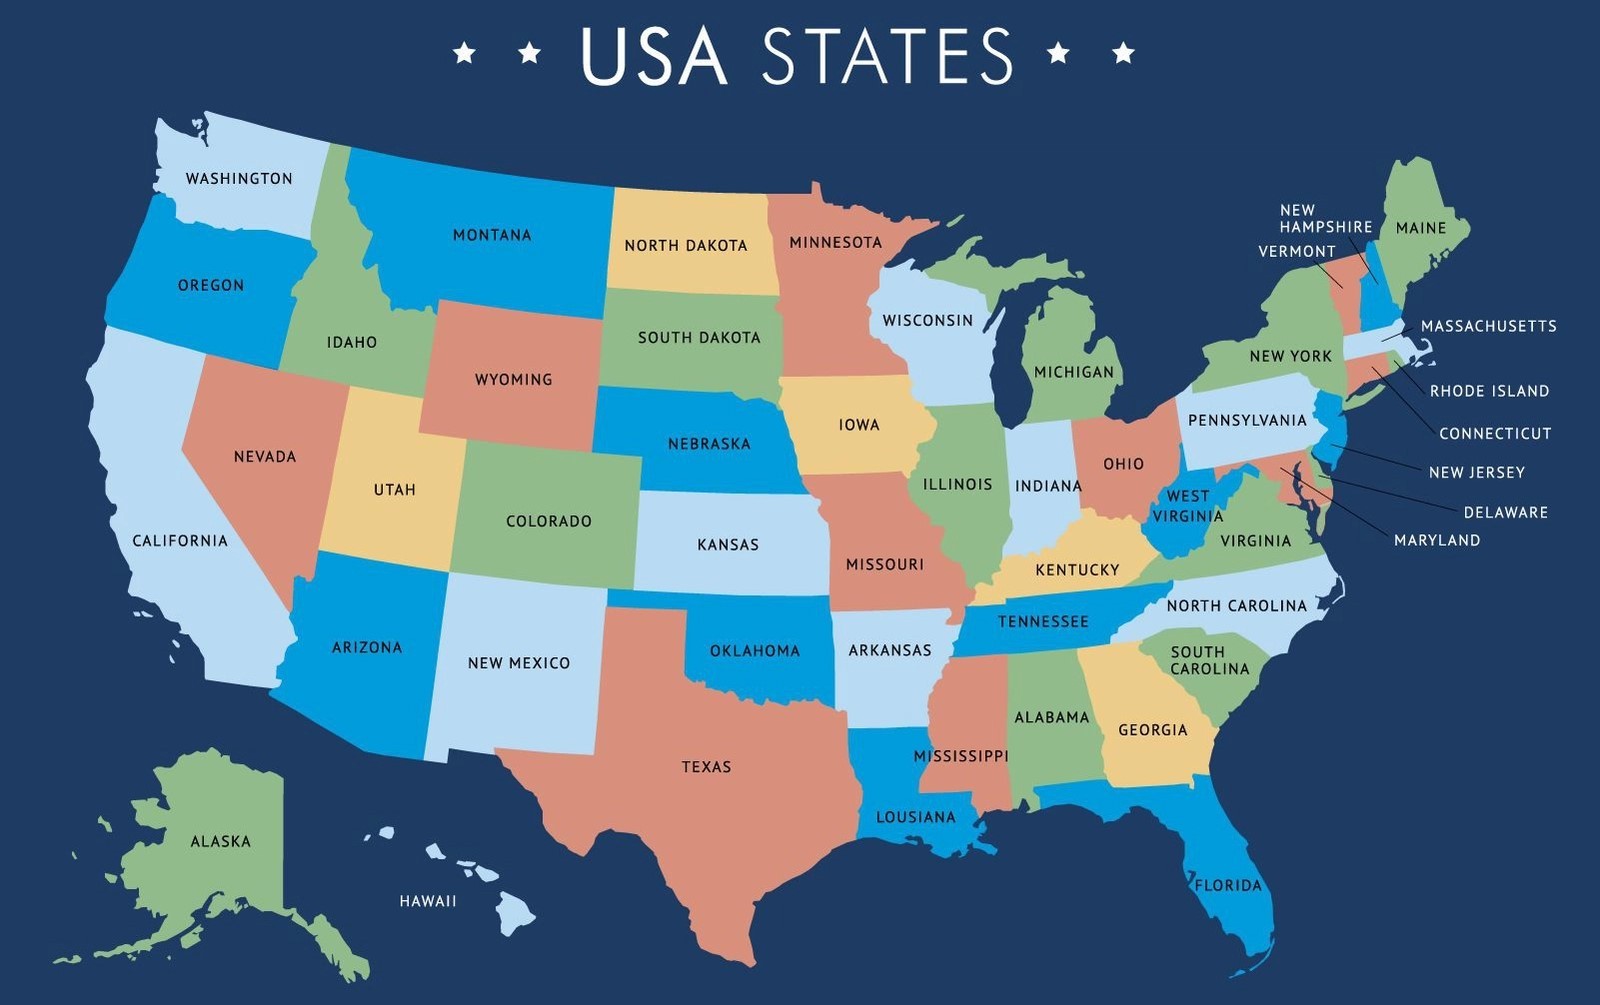 USA STATES
WASHINGTON
OREGON
IDAHO
MONTANA
WYOMING
NORTH DAKOTA
SOUTH DAKOTA
MINNESOTA
WISCONSIN
MICHIGAN
NEW
HAMPSHIRE
VERMONT
MAINE
MASSACHUSETTS
NEW YORK
RHODE ISLAND
CONNECTICUT
PENNSYLVANIA
NEW JERSEY
DELAWARE
MARYLAND
NEVADA
UTAH
COLORADO
NEBRASKA
IOWA
ILLINOIS
INDIANA
OHIO
WEST
VIRGINIA
VIRGINIA
CALIFORNIA
KANSAS
MISSOURI
KENTUCKY
NORTH CAROLINA
TENNESSEE
ARIZONA
NEW MEXICO
OKLAHOMA
ARKANSAS
SOUTH
CAROLINA
TEXAS
LOUSIANA
MISSISSIPPI
ALABAMA
GEORGIA
FLORIDA
ALASKA
HAWAII